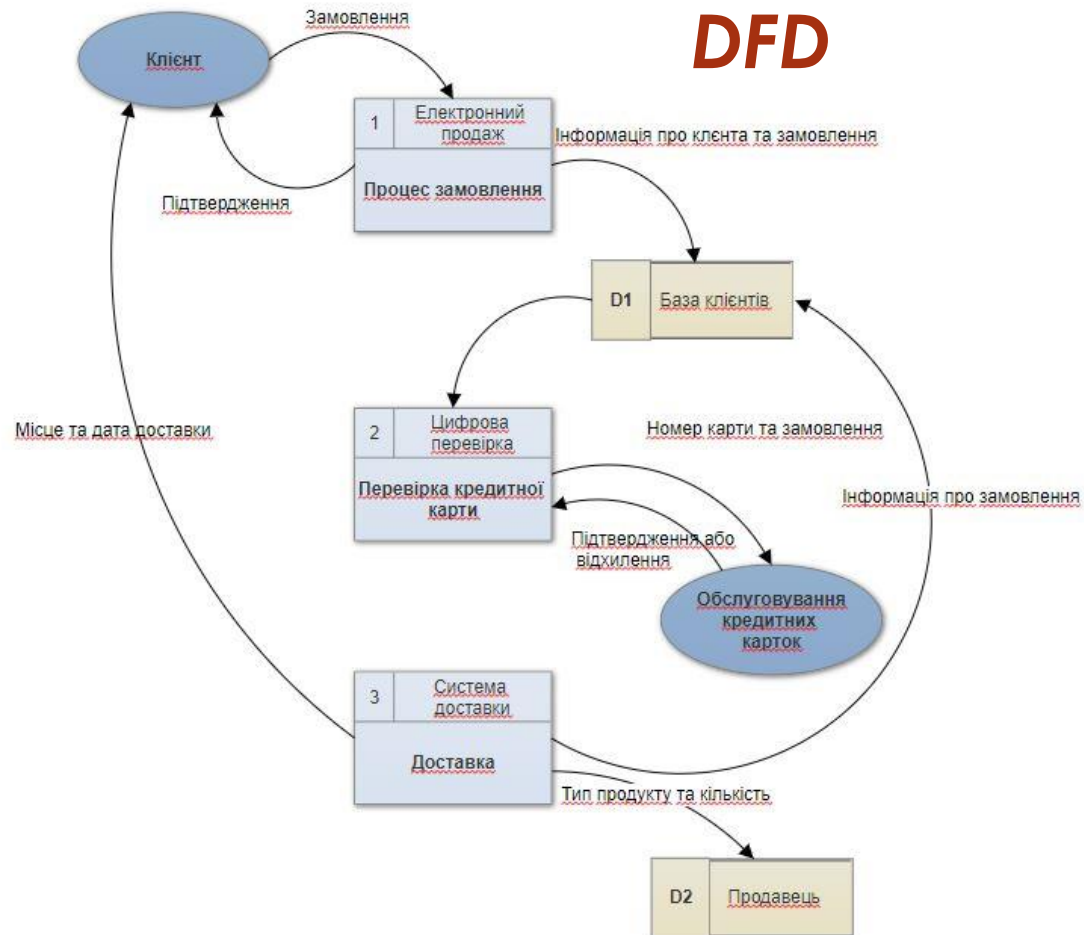 DFD
Замовлення
Клієнт
1
Електронний
продаж
Інформація про клєнта та замовлення
Процес замовлення
Підтвердження
D1
База клієнтів
2
Цифрова
перевірка
Місце та дата доставки
Номер карти та замовлення
Перевірка кредитної
карти
Інформація про замовлення
Підтвердження або
відхилення
Обслуговування
кредитних
карток
3
Система
доставки
Доставка
Тип продукту та кількість
D2
Продавець